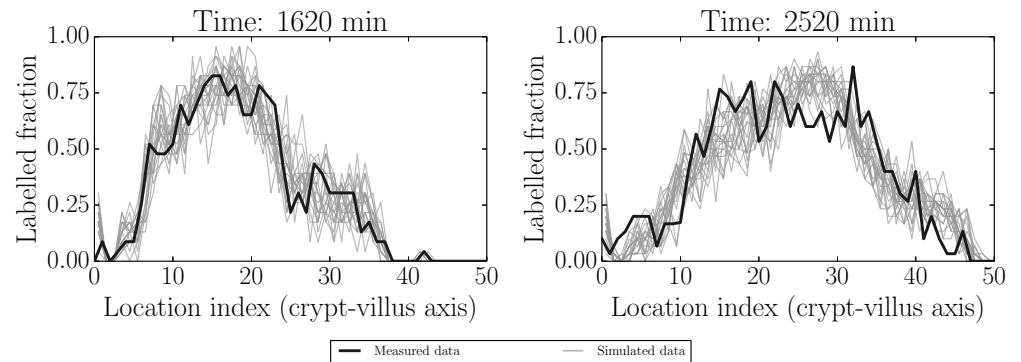 Time: 1620 min
Time: 2520 min
1.00
0.75
0.50
0.25
0.00
Labelled fraction
0 10 20 30 40 50
Location index (crypt-villus axis)
1.00
0.75
0.50
0.25
0.00
Labelled fraction
0 10 20 30 40 50
Location index (crypt-villus axis)
Measured data
Simulated data